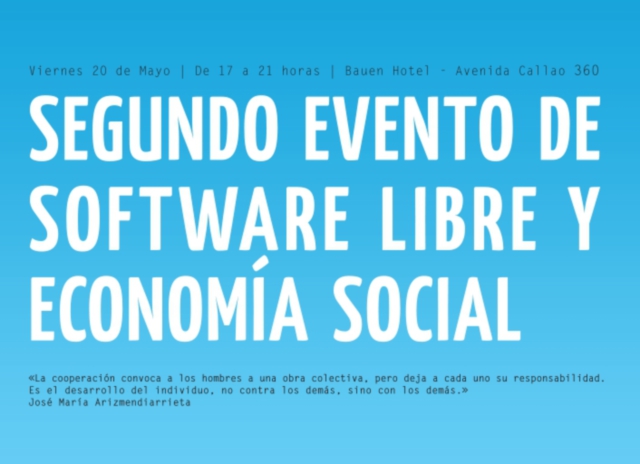 Viernes 20 de Mayo | De 17 a 21 horas | Bauen Hotel - Avenida Callao 360
SEGUNDO EVENTO DE
SOFTWARE LIBRE Y
ECONOMÍA SOCIAL
«La cooperación convoca a los hombres a una obra colectiva, pero deja a cada uno su responsabilidad.
Es el desarrollo del individuo, no contra los demás, sino con los demás.»
José María Arizmendiarrieta